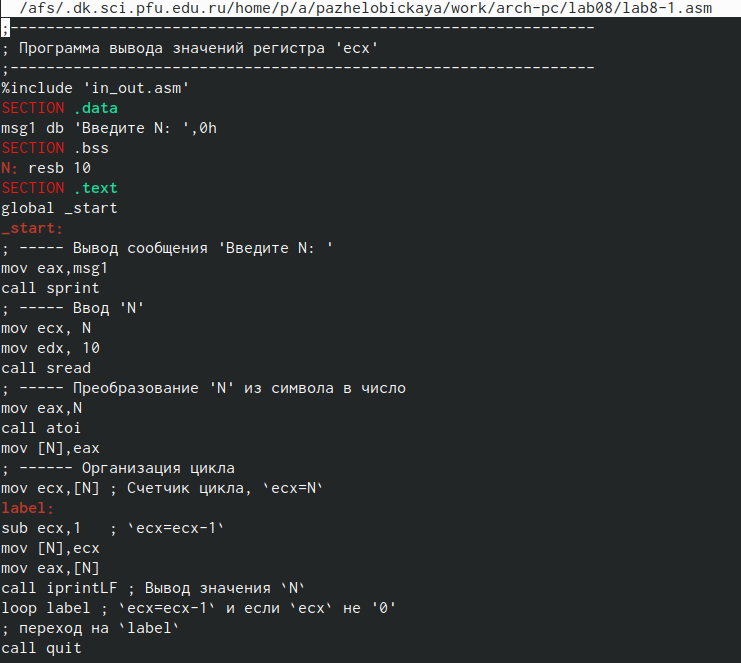 /afs/.dk.sci.pfu.edu.ru/home/p/a/pazhelobickaya/work/arch-pc/lab08/lab8-1.asm
;-----------------------------------------------------------------
; Программа вывода значений регистра 'ecx'
;-----------------------------------------------------------------
%include 'in_out.asm'
SECTION .data
msg1 db 'Введите N: ',0h
SECTION .bss
N: resb 10
SECTION .text
global _start
_start:
; ----- Вывод сообщения 'Введите N: '
mov eax,msg1
call sprint
; ----- Ввод 'N'
mov ecx, N
mov edx, 10
call sread
; ----- Преобразование 'N' из символа в число
mov eax,N
call atoi
mov [N],eax
; ------ Организация цикла
mov ecx,[N] ; Счетчик цикла, `ecx=N`
label:
sub ecx,1   ; `ecx=ecx-1`
mov [N],ecx
mov eax,[N]
call iprintLF ; Вывод значения `N`
loop label ; `ecx=ecx-1` и если `ecx` не '0'
; переход на `label`
call quit